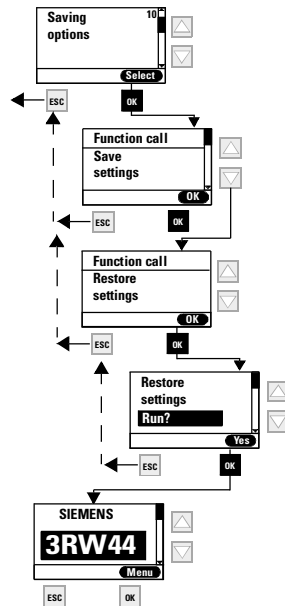 Saving
10
options
Select
ESC
OK
Function call
Save
settings
OK
ESC
OK
Function call
Restore
settings
OK
ESC
OK
Restore
settings
Run?
Yes
ESC
OK
SIEMENS
3RW44
Menu
ESC
OK